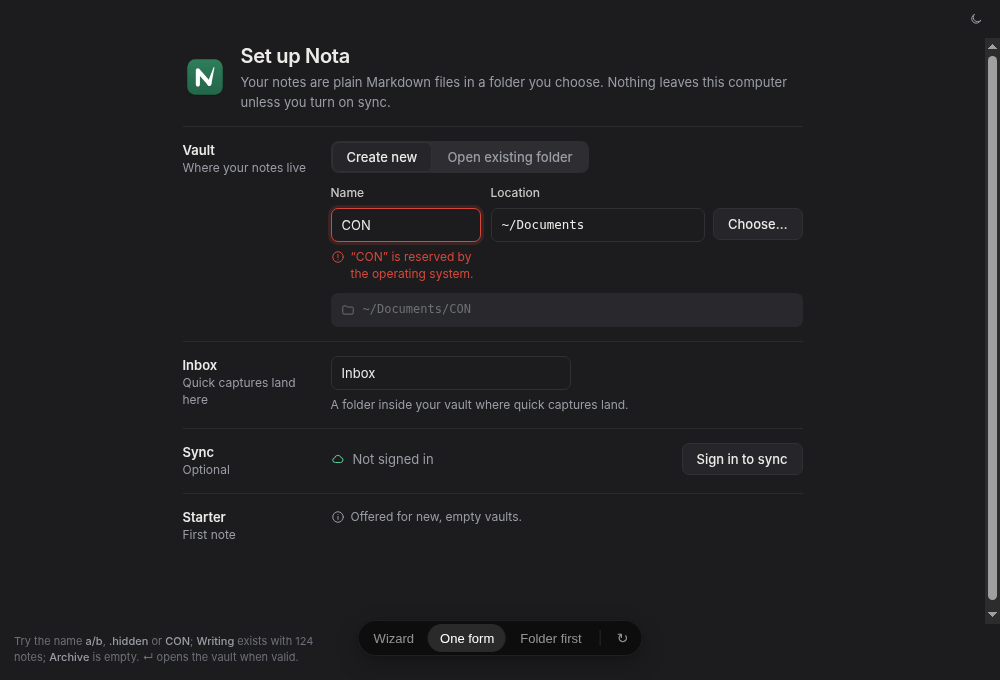 Set up Nota
Your notes are plain Markdown files in a folder you choose. Nothing leaves this computer
unless you turn on sync.
Vault
Where your notes live
Create new
Open existing folder
Name
Location
CON
~/Documents
Choose...
"CON" is reserved by
the operating system.
~/Documents/CON
Inbox
Quick captures land
here
Inbox
A folder inside your vault where quick captures land.
Sync
Optional
Not signed in
Sign in to sync
Starter
First note
Offered for new, empty vaults.
Try the name a/b, .hidden or CON; Writing exists with 124
notes; Archive is empty. ↵ opens the vault when valid.
Wizard
One form
Folder first
↻